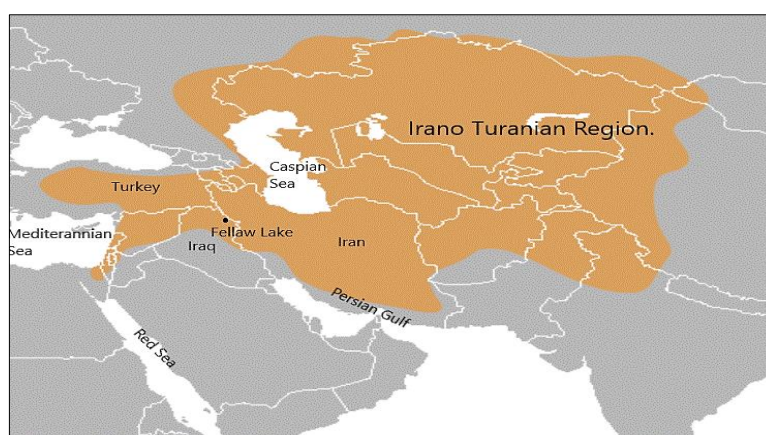 Irano Turanian Region.
Caspian
Sea
Turkey
Mediterannian
Sea
Fellaw Lake
Iraq
Iran
Persian Gulf
Red Sea